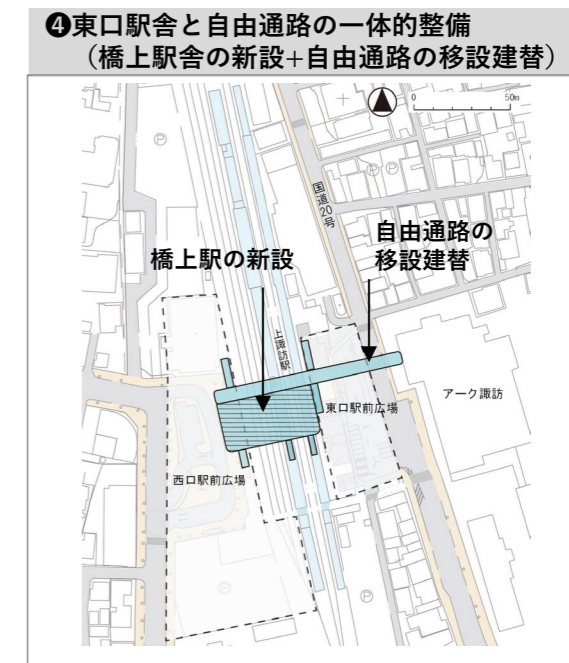 ❹東口駅舎と自由通路の一体的整備
（橋上駅舎の新設+自由通路の移設建替）
0 50m
国道20号
自由通路の
移設建替
橋上駅の新設
上諏訪駅
アーク諏訪
東口駅前広場
西口駅前広場
P
P
P
P
P